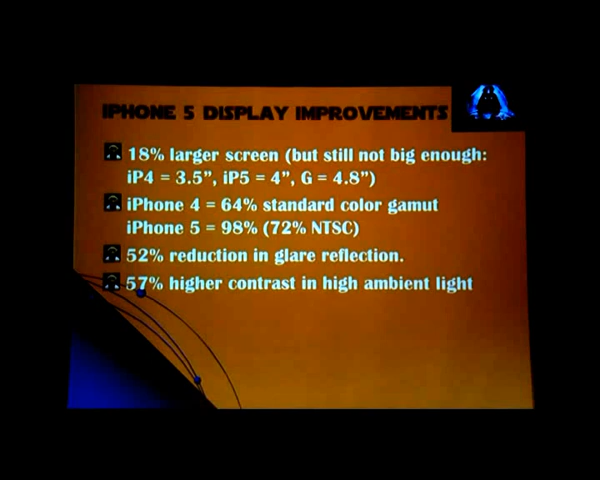 IPHONE 5 DISPLAY IMPROVEMENTS
18% larger screen (but still not big enough:
iP4 = 3.5”, iP5 = 4”, G = 4.8”)
iPhone 4 = 64% standard color gamut
iPhone 5 = 98% (72% NTSC)
52% reduction in glare reflection.
57% higher contrast in high ambient light